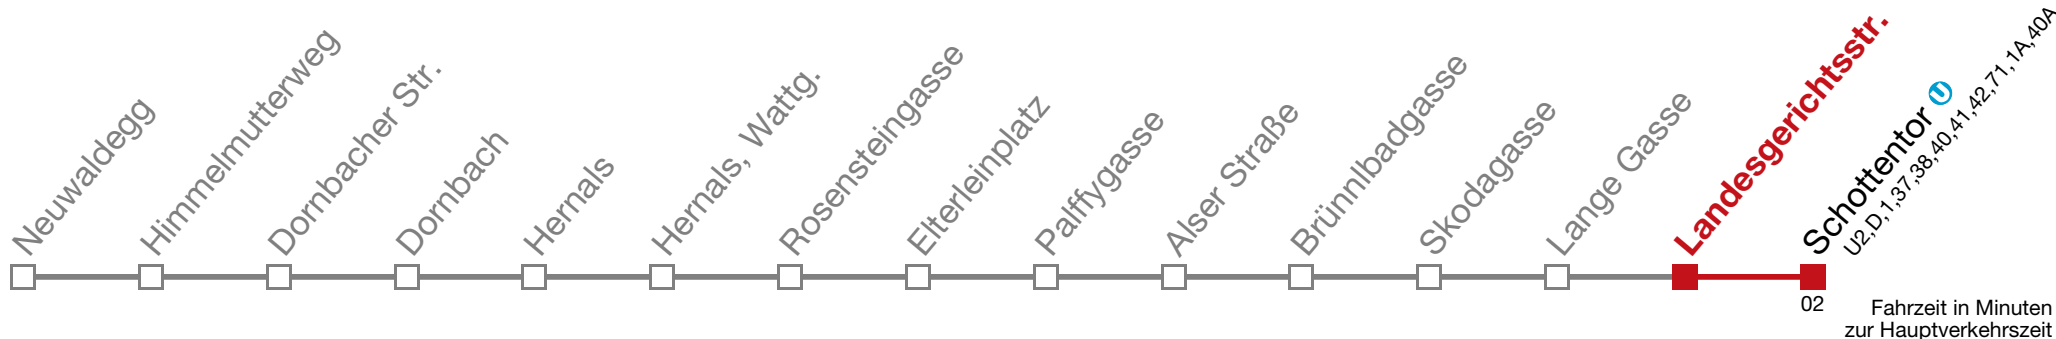 Neuwaldegg
Himmelmutterweg
Dornbacher Str.
Dornbach
Hernals
Hernals, Wattg.
Rosensteingasse
Elterleinplatz
Palffygasse
Alser Straße
Brünnlbadgasse
Skodagasse
Lange Gasse
Landesgerichtsstr.
Schottentor U
U2,D,1,37,38,40,41,42,71,1A,40A
02
Fahrzeit in Minuten
zur Hauptverkehrszeit